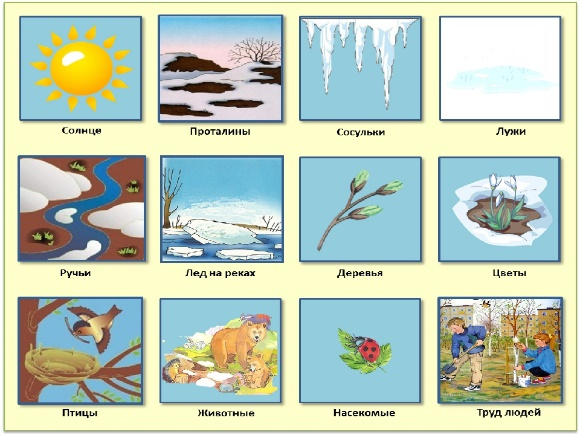 Солнце
Проталины
Сосульки
Лужи
Ручьи
Лед на реках
Деревья
Цветы
Птицы
Животные
Насекомые
Труд людей